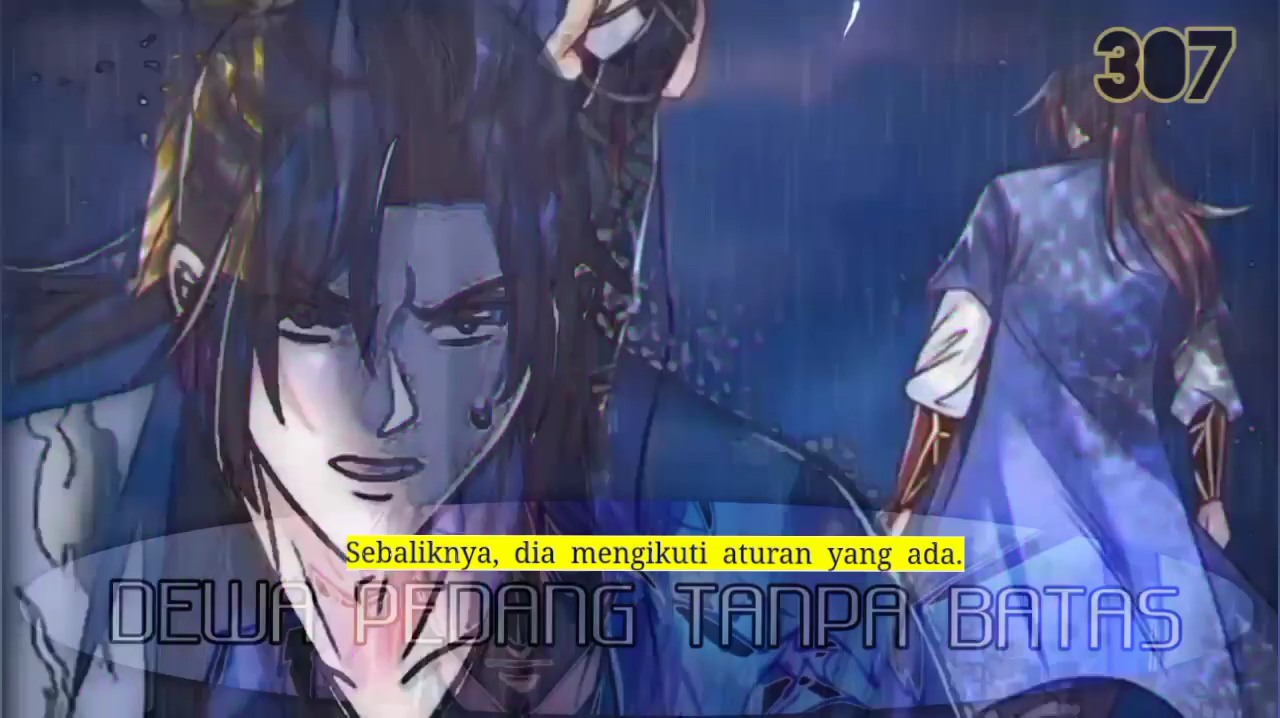 307
Sebaliknya, dia mengikuti aturan yang ada.
DEWA PEDANG TANPA BATAS